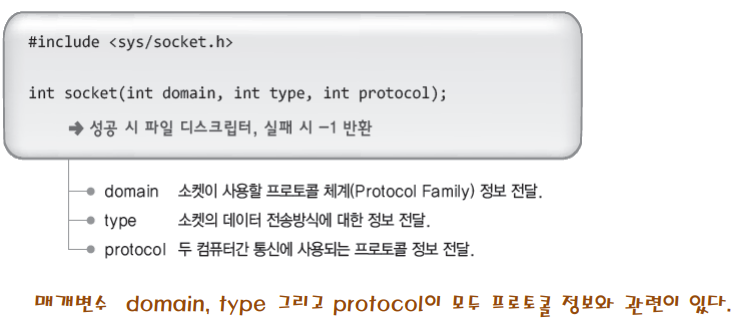 #include <sys/socket.h>
int socket(int domain, int type, int protocol);
➔ 성공 시 파일 디스크립터, 실패 시 –1 반환
domain 소켓이 사용할 프로토콜 체계(Protocol Family) 정보 전달.
type 소켓의 데이터 전송방식에 대한 정보 전달.
protocol 두 컴퓨터간 통신에 사용되는 프로토콜 정보 전달.
매개변수 domain, type 그리고 protocol이 모두 프로토콜 정보와 관련이 있다.